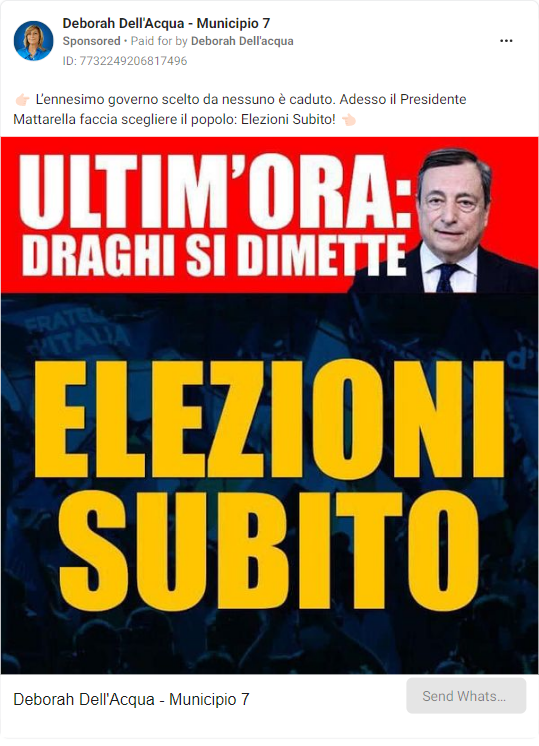 Deborah Dell'Acqua - Municipio 7
Sponsored • Paid for by Deborah Dell'acqua
ID: 7732249206817496
👉🏻 L'ennesimo governo scelto da nessuno è caduto. Adesso il Presidente
Mattarella faccia scegliere il popolo: Elezioni Subito! 👈🏻
ULTIM'ORA:
DRAGHI SI DIMETTE
FRATELLI
D'ITALIA
ELEZIONI
SUBITO
Deborah Dell'Acqua - Municipio 7
Send Whats...